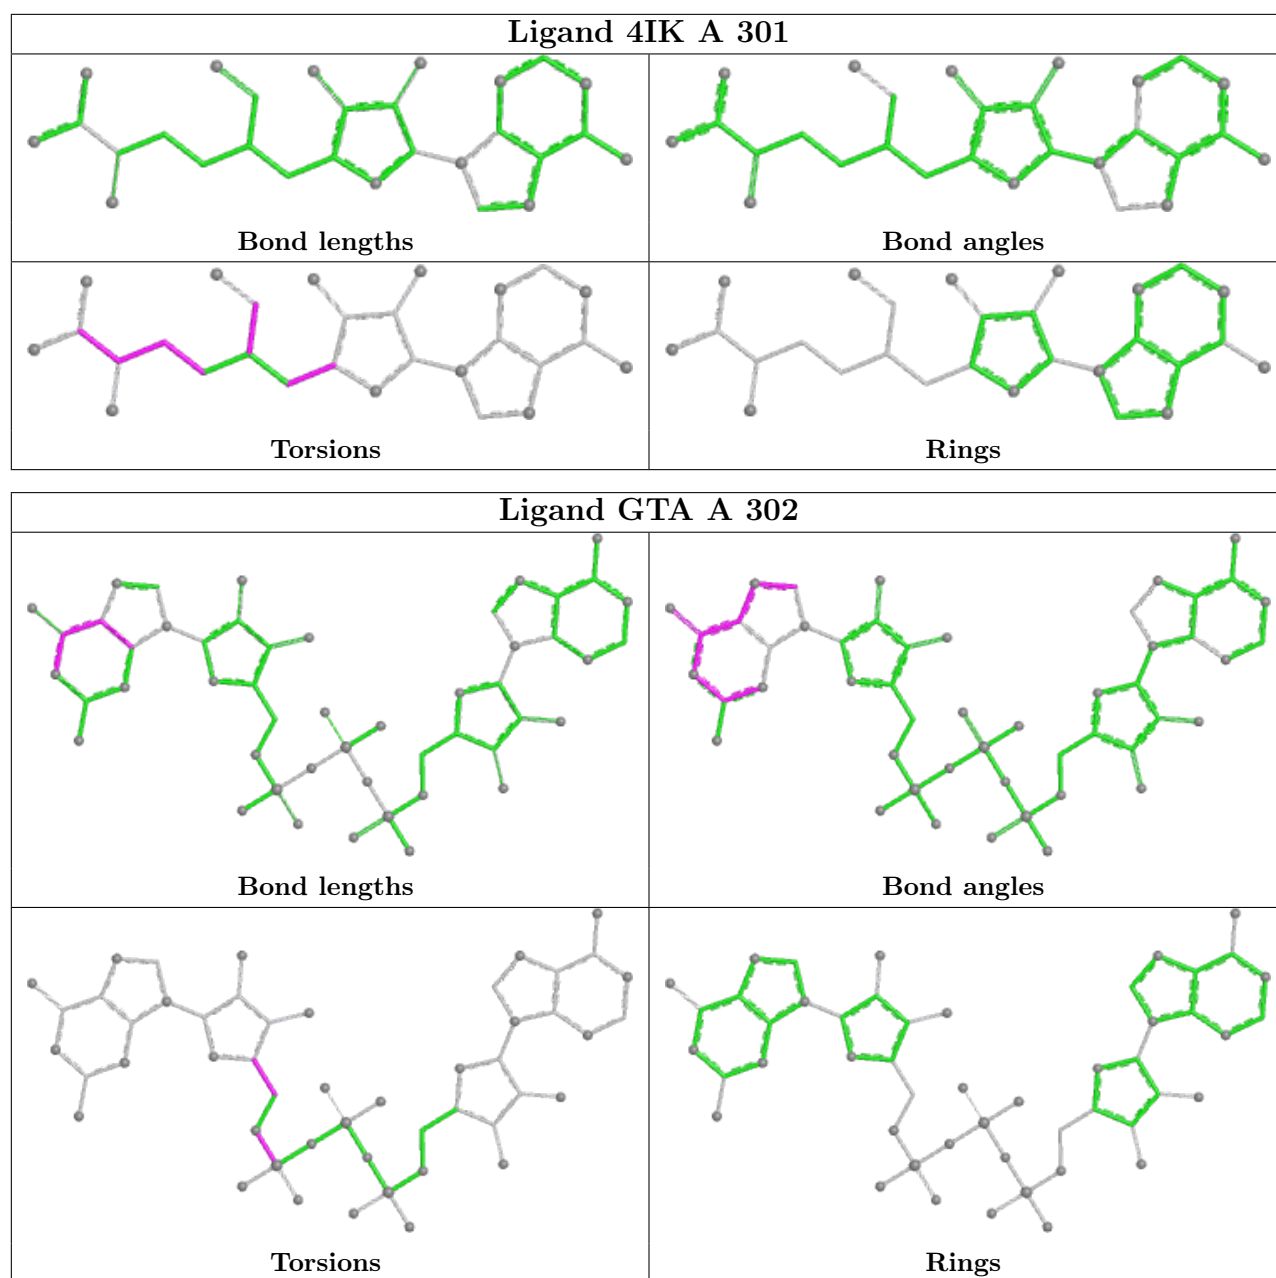 Ligand 4IK A 301
Bond lengths
Bond angles
Torsions
Rings
Ligand GTA A 302
Bond lengths
Bond angles
Torsions
Rings